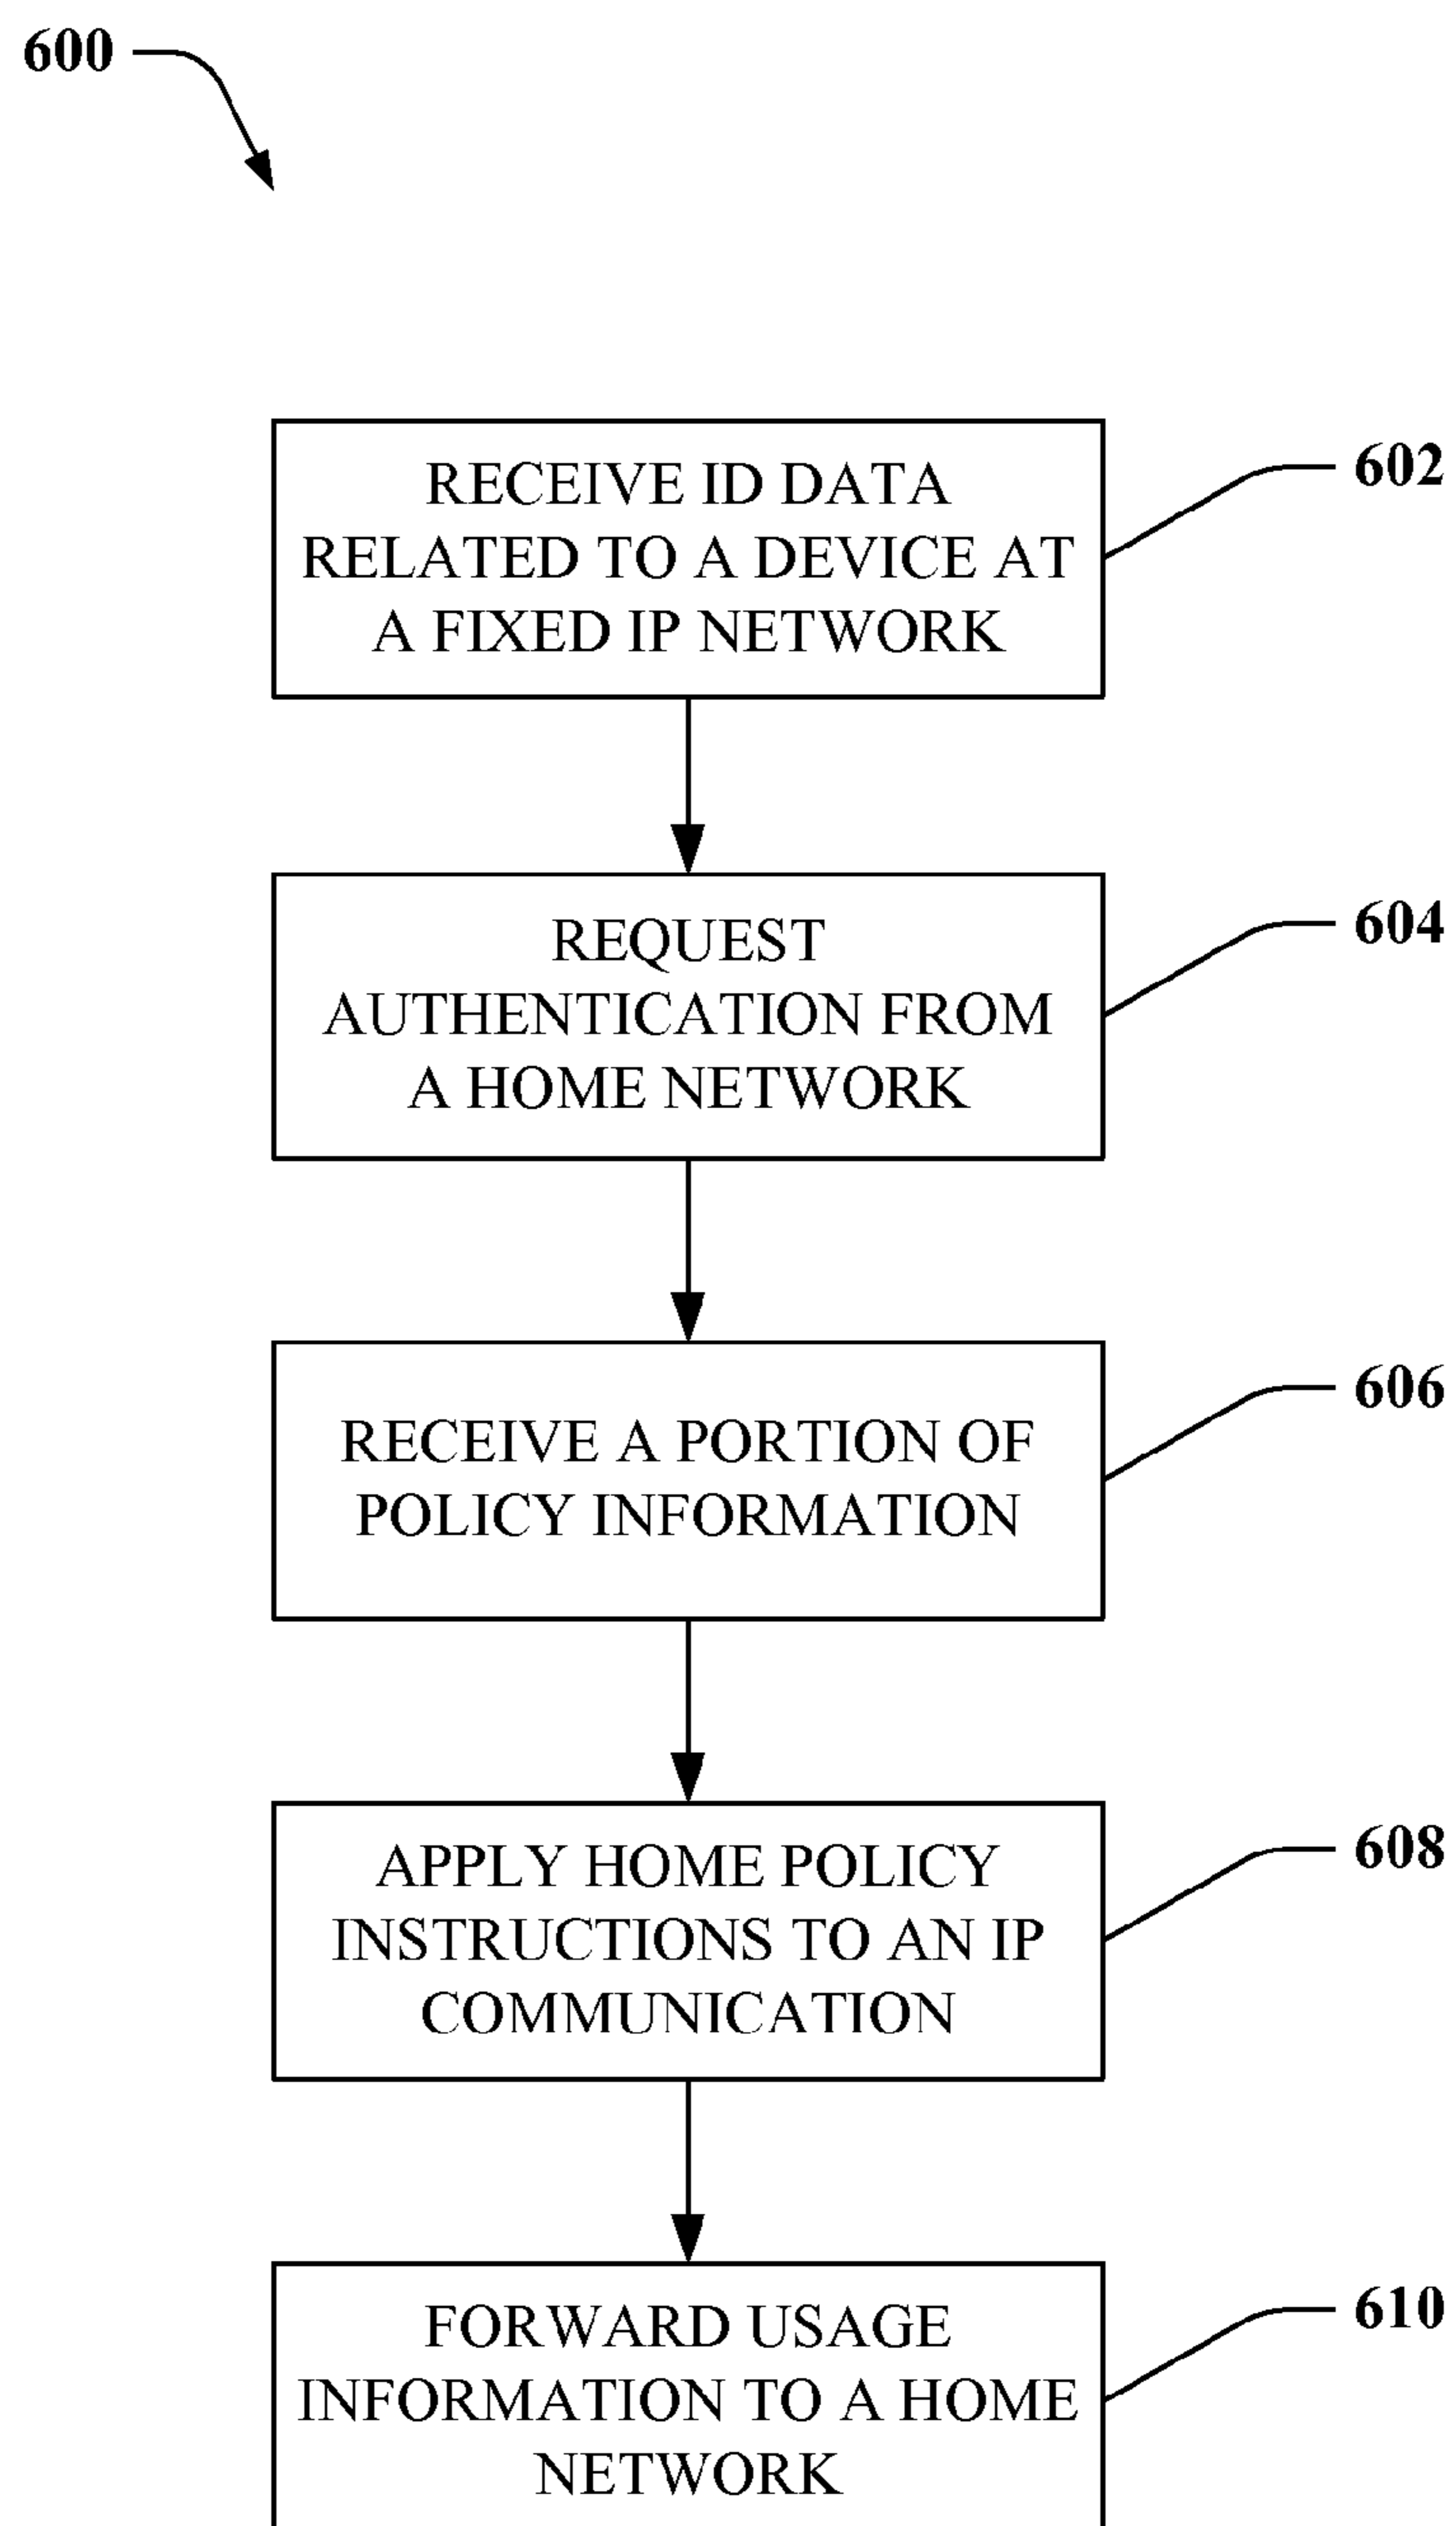 600
RECEIVE ID DATA
RELATED TO A DEVICE AT
A FIXED IP NETWORK
602
REQUEST
AUTHENTICATION FROM
A HOME NETWORK
604
RECEIVE A PORTION OF
POLICY INFORMATION
606
APPLY HOME POLICY
INSTRUCTIONS TO AN IP
COMMUNICATION
608
FORWARD USAGE
INFORMATION TO A HOME
NETWORK
610